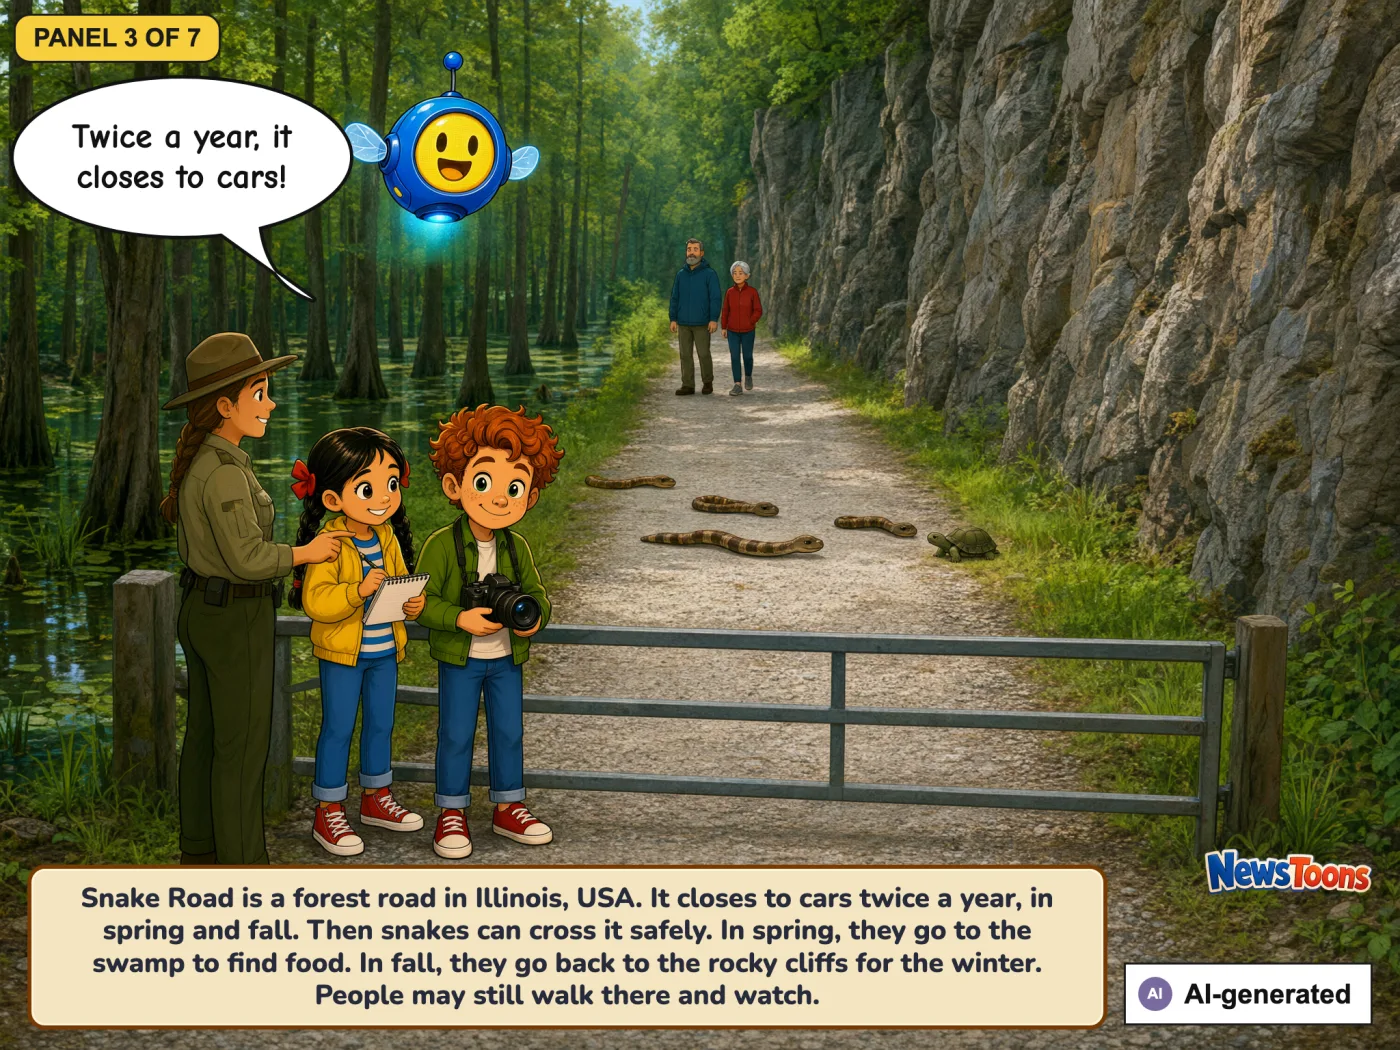 PANEL 3 OF 7
Twice a year, it
closes to cars!
Snake Road is a forest road in Illinois, USA. It closes to cars twice a year, in
spring and fall. Then snakes can cross it safely. In spring, they go to the
swamp to find food. In fall, they go back to the rocky cliffs for the winter.
People may still walk there and watch.
NewsToons
AI AI-generated